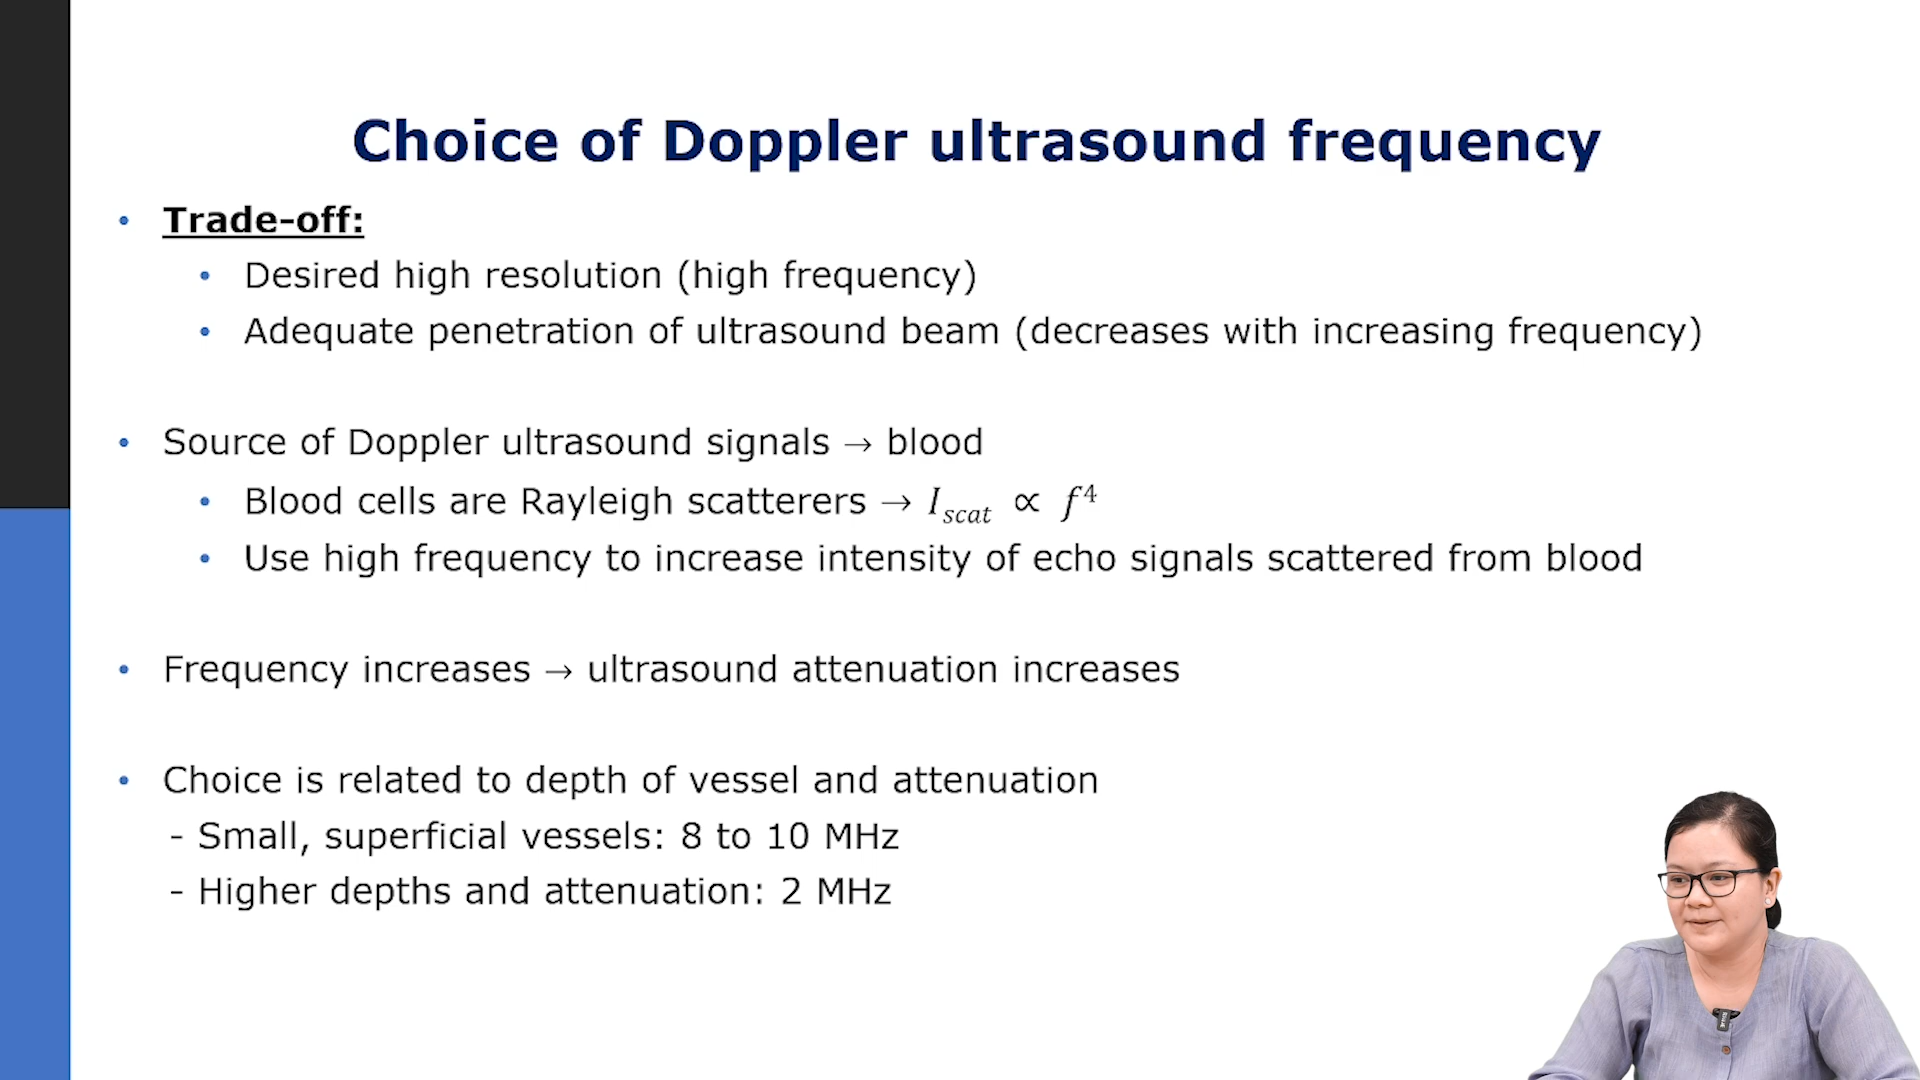 Choice of Doppler ultrasound frequency
• Trade-off:
• Desired high resolution (high frequency)
• Adequate penetration of ultrasound beam (decreases with increasing frequency)
• Source of Doppler ultrasound signals → blood
• Blood cells are Rayleigh scatterers → I_scat ∝ f⁴
• Use high frequency to increase intensity of echo signals scattered from blood
• Frequency increases → ultrasound attenuation increases
• Choice is related to depth of vessel and attenuation
- Small, superficial vessels: 8 to 10 MHz
- Higher depths and attenuation: 2 MHz